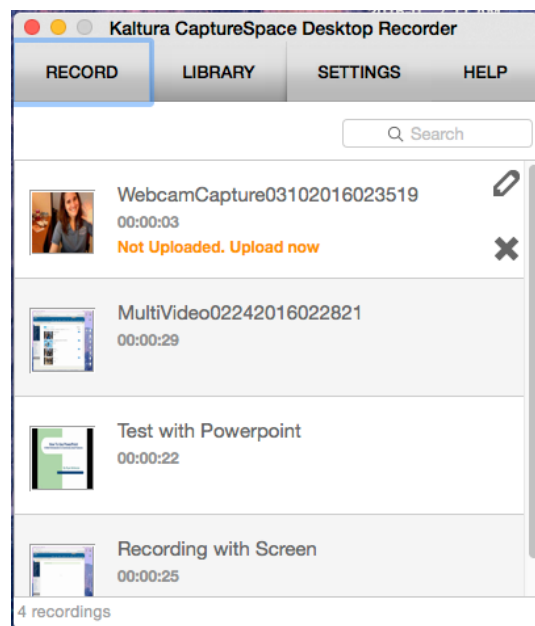 Kaltura CaptureSpace Desktop Recorder
RECORD LIBRARY SETTINGS HELP
Search
WebcamCapture03102016023519
00:00:03
Not Uploaded. Upload now
MultiVideo02242016022821
00:00:29
Test with Powerpoint
00:00:22
Recording with Screen
00:00:25
4 recordings